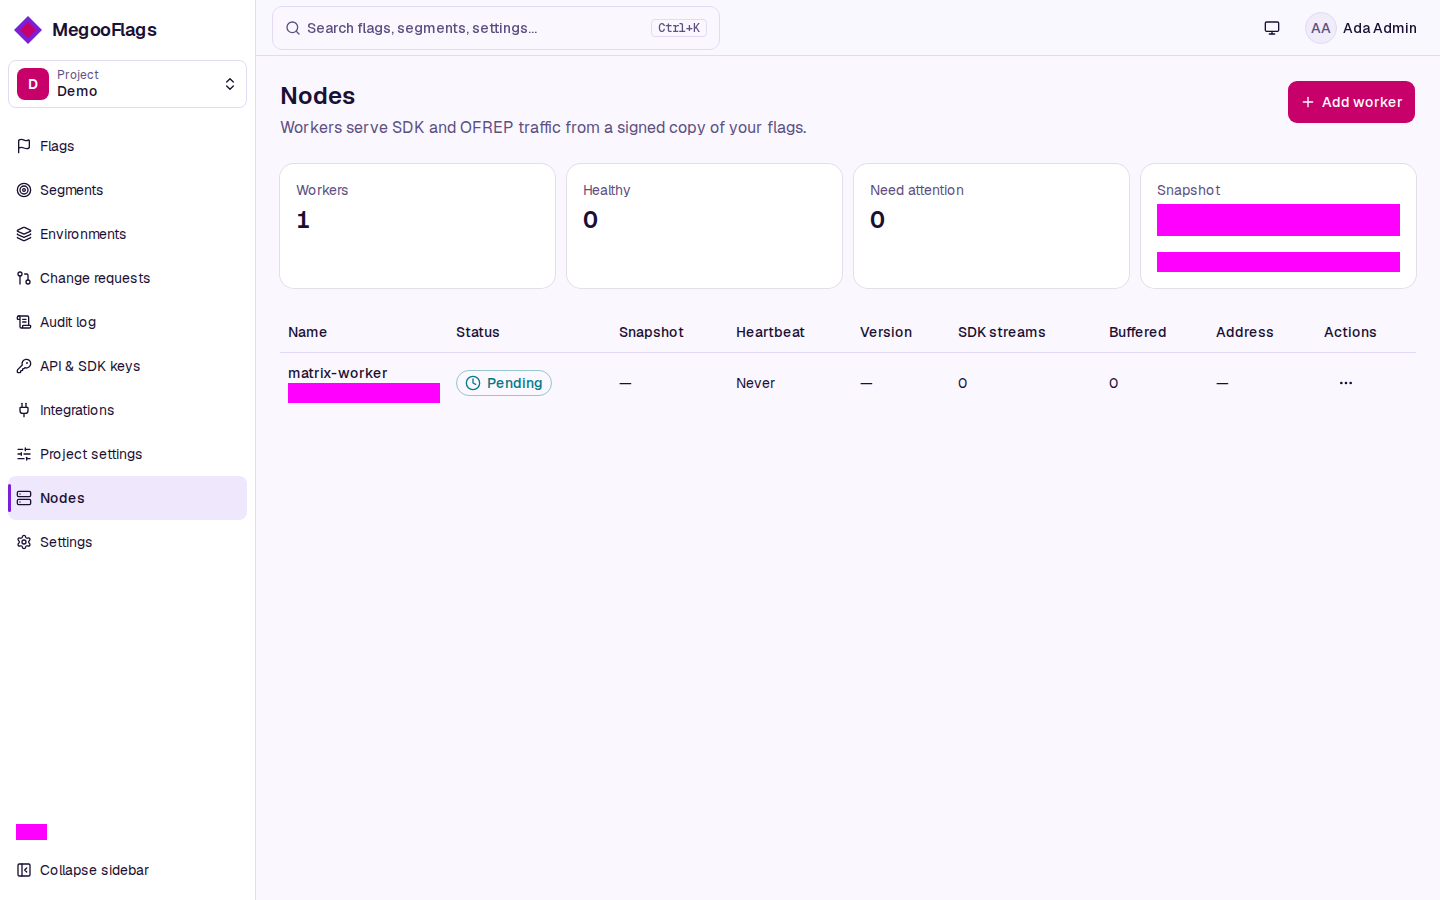 MegooFlags
Search flags, segments, settings...
Ctrl+K
AA
Ada Admin
D
Project
Demo
Flags
Segments
Environments
Change requests
Audit log
API & SDK keys
Integrations
Project settings
Nodes
Settings
Collapse sidebar
Nodes
Workers serve SDK and OFREP traffic from a signed copy of your flags.
Add worker
Workers
1
Healthy
0
Need attention
0
Snapshot
Name Status Snapshot Heartbeat Version SDK streams Buffered Address Actions
matrix-worker Pending — Never — 0 0 — ...